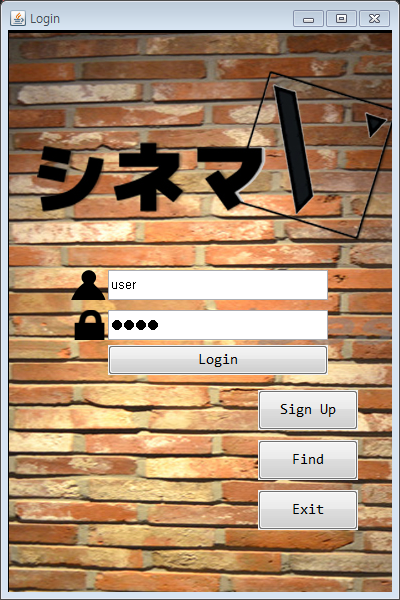 Login
シネマ
user
●●●●
Login
Sign Up
Find
Exit